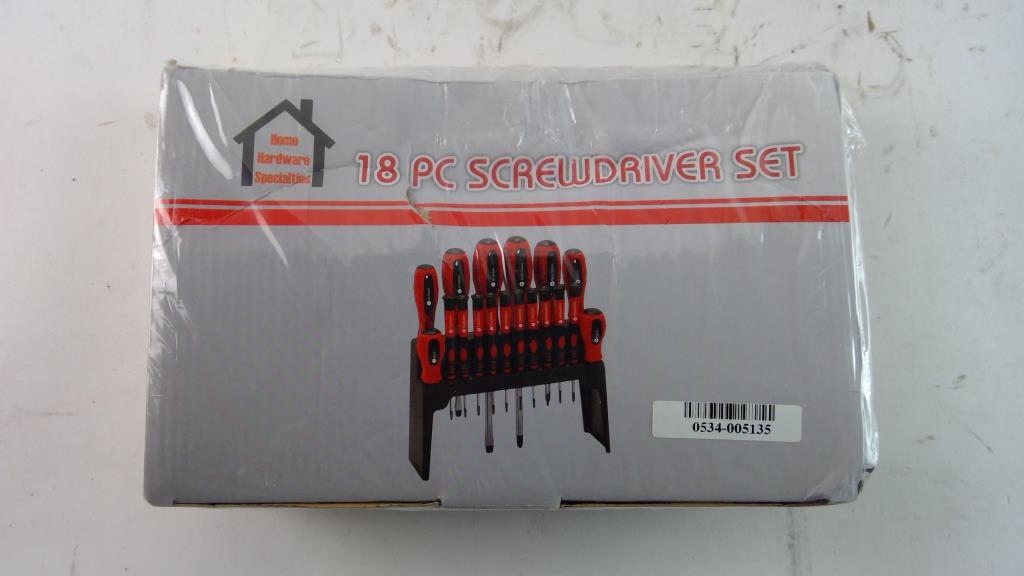 Home
Hardware
Specialties
18 PC SCREWDRIVER SET
0534-005135